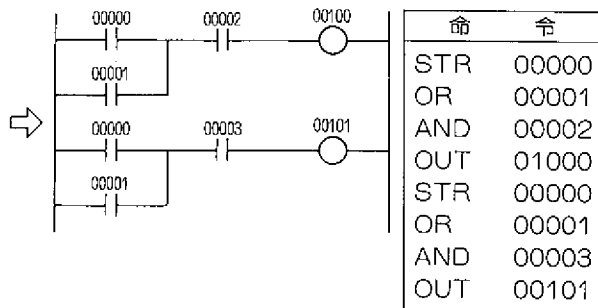 00000 00002 00100
00001
00000 00003 00101
00001
命 令
STR 00000
OR 00001
AND 00002
OUT 01000
STR 00000
OR 00001
AND 00003
OUT 00101